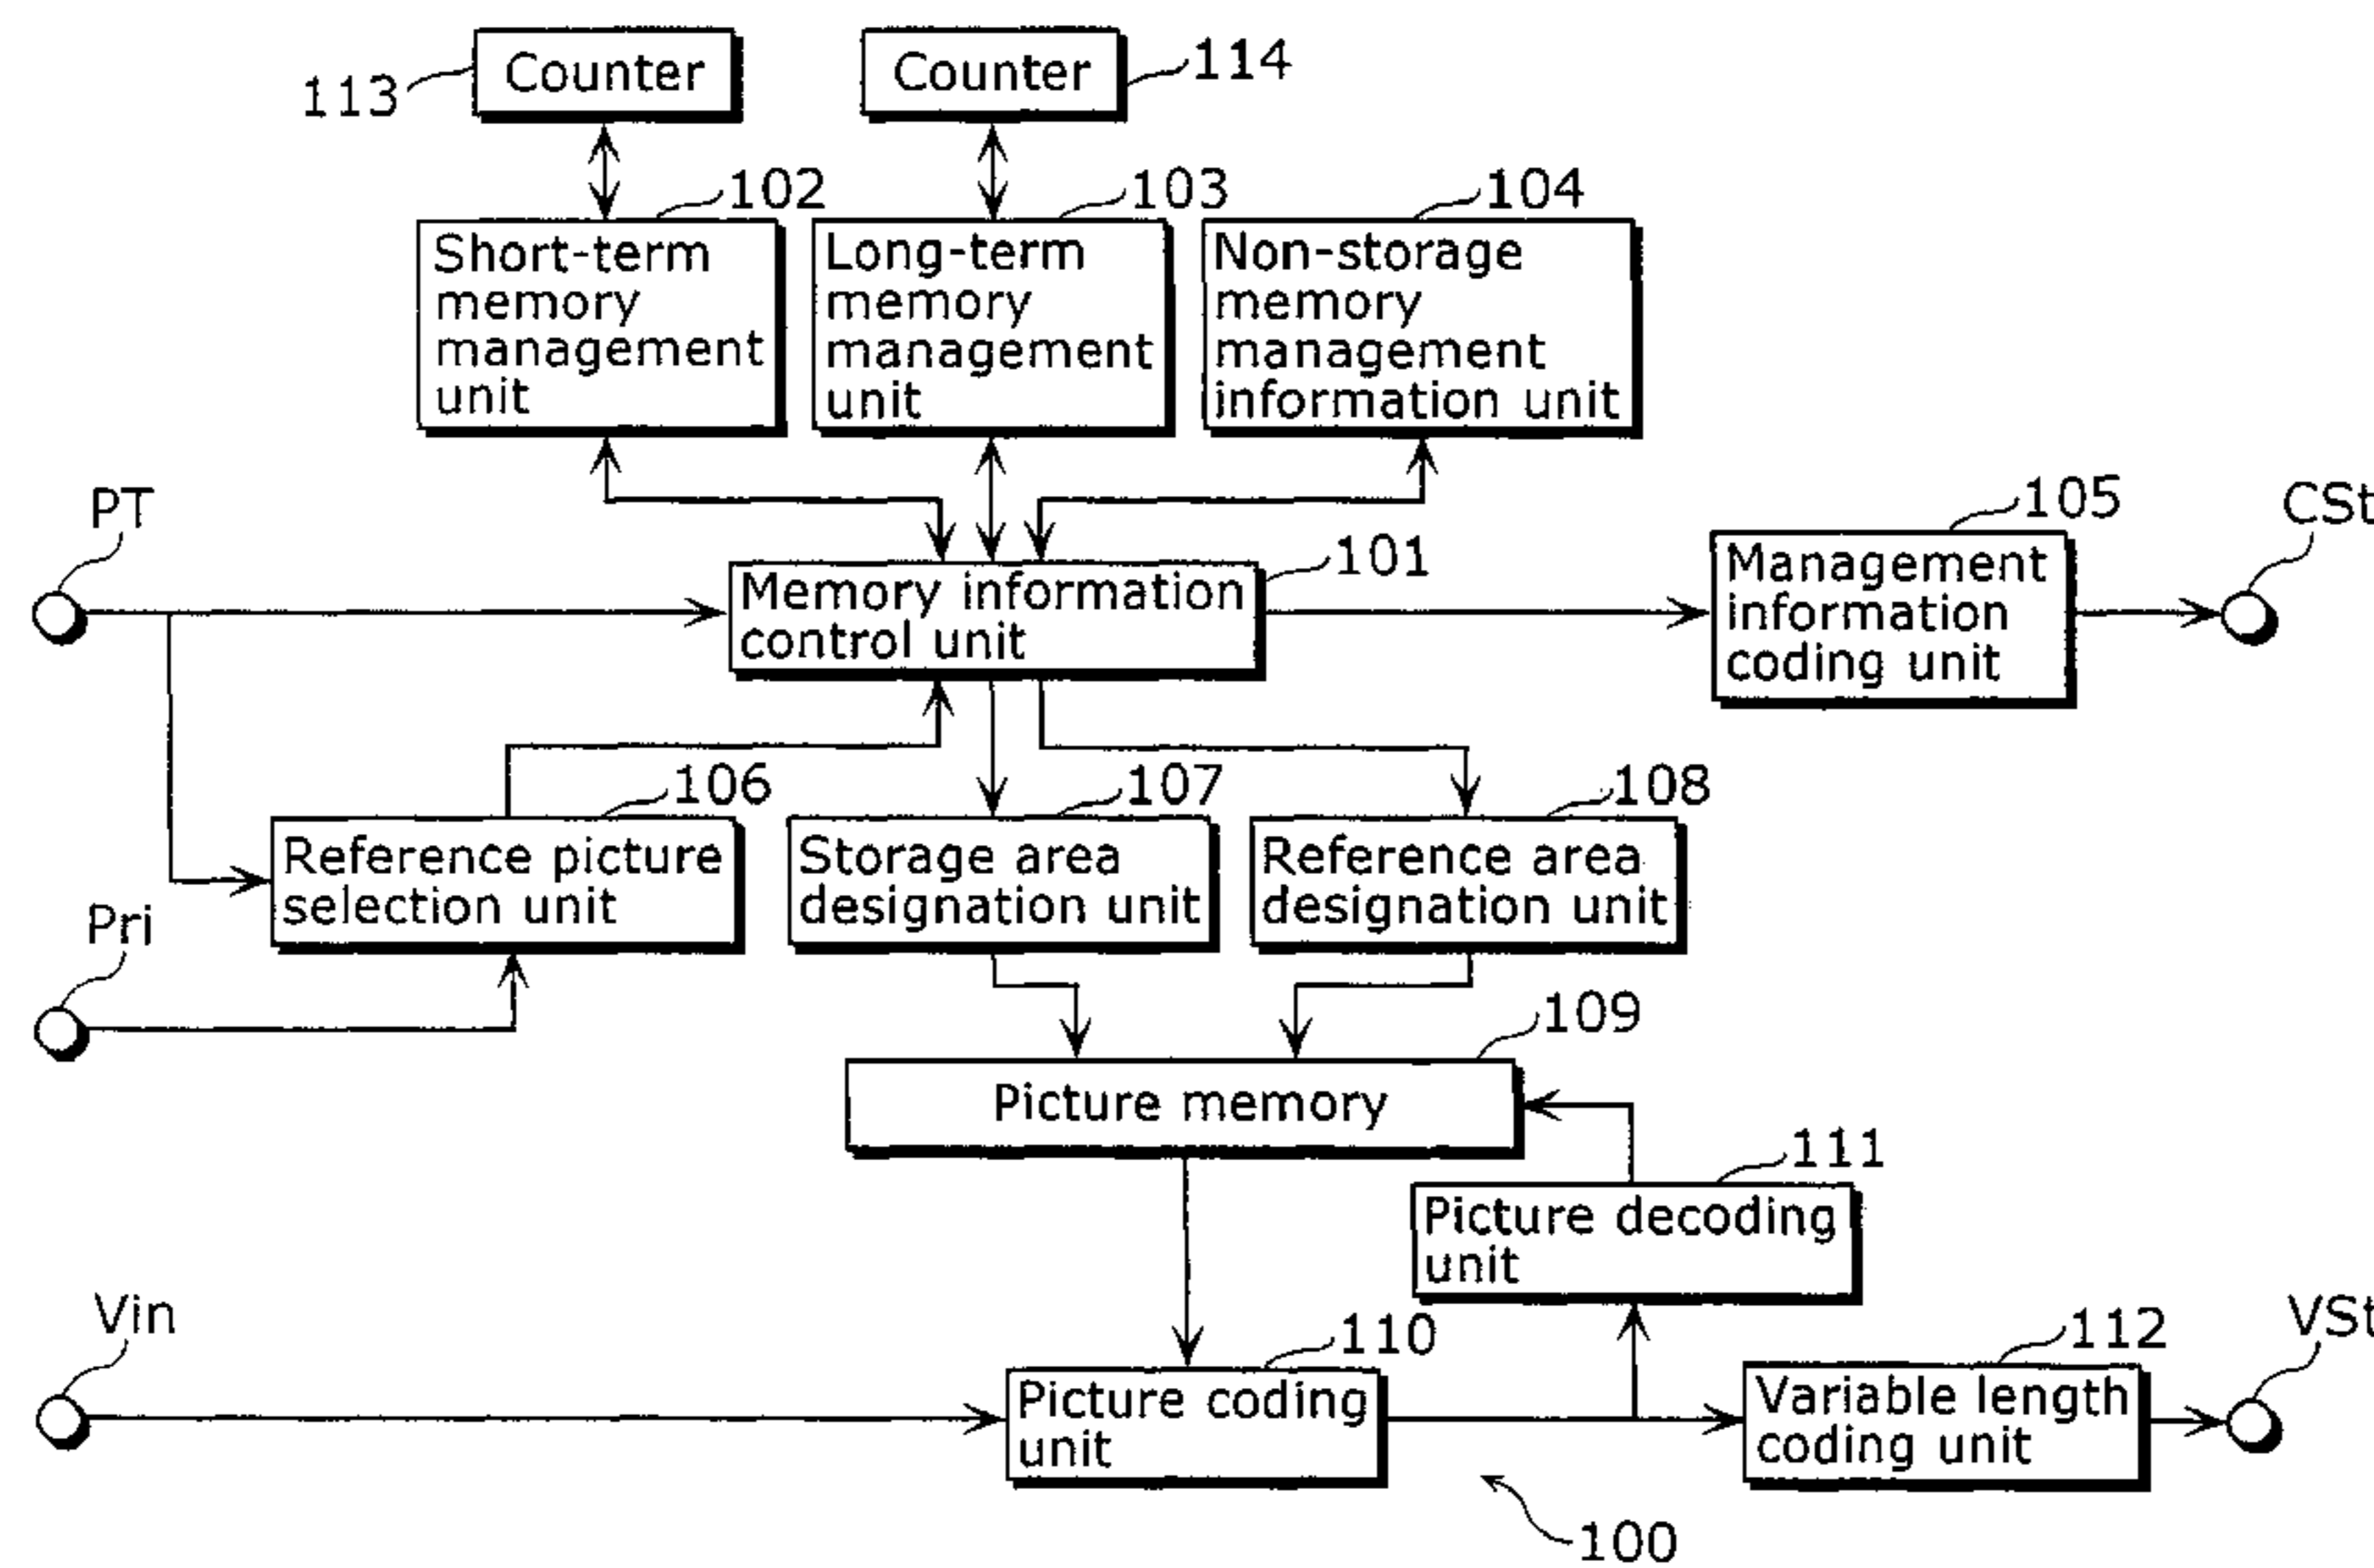 Counter
Counter
113
114
102
103
104
Short-term
memory
management
unit
Long-term
memory
management
unit
Non-storage
memory
management
information unit
PT
105
CSt
101
Memory information
control unit
Management
information
coding unit
106
107
108
Reference picture
selection unit
Storage area
designation unit
Reference area
designation unit
Pri
109
Picture memory
111
Picture decoding
unit
Vin
110
112
VSt
Picture coding
unit
Variable length
coding unit
100